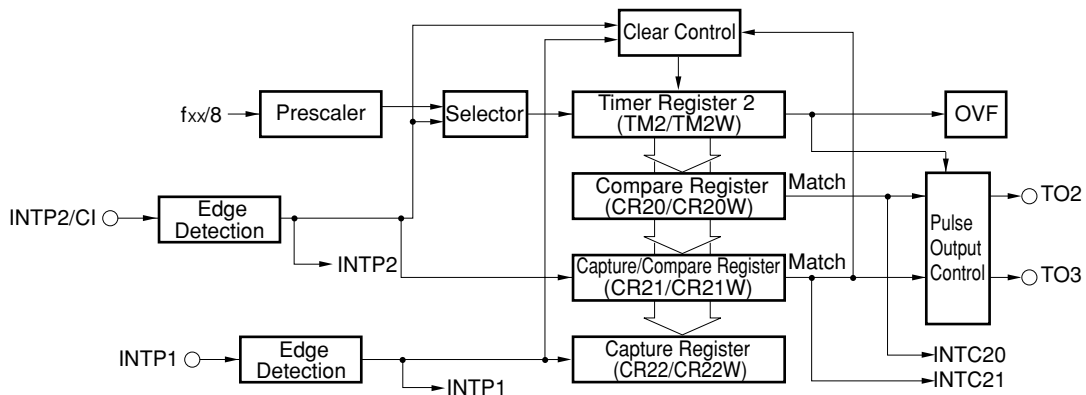 Clear Control
fxx/8
Prescaler
Selector
Timer Register 2
(TM2/TM2W)
OVF
INTP2/CI
Edge
Detection
INTP2
Compare Register
(CR20/CR20W)
Match
Capture/Compare Register
(CR21/CR21W)
Match
Pulse
Output
Control
TO2
TO3
INTP1
Edge
Detection
INTP1
Capture Register
(CR22/CR22W)
INTC20
INTC21